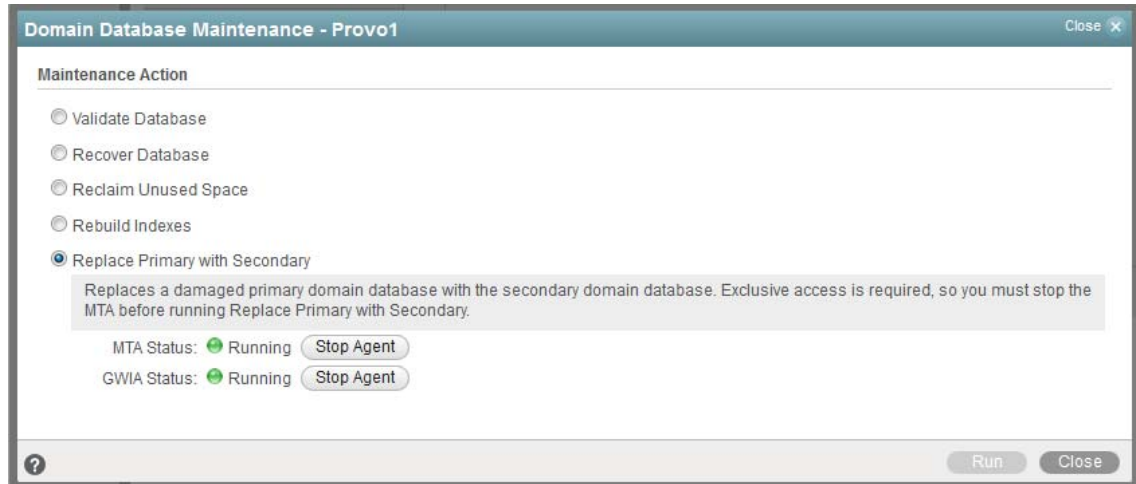 Domain Database Maintenance - Provo1
Close
Maintenance Action
Validate Database
Recover Database
Reclaim Unused Space
Rebuild Indexes
Replace Primary with Secondary
Replaces a damaged primary domain database with the secondary domain database. Exclusive access is required, so you must stop the
MTA before running Replace Primary with Secondary.
MTA Status: Running Stop Agent
GWIA Status: Running Stop Agent
? Run Close